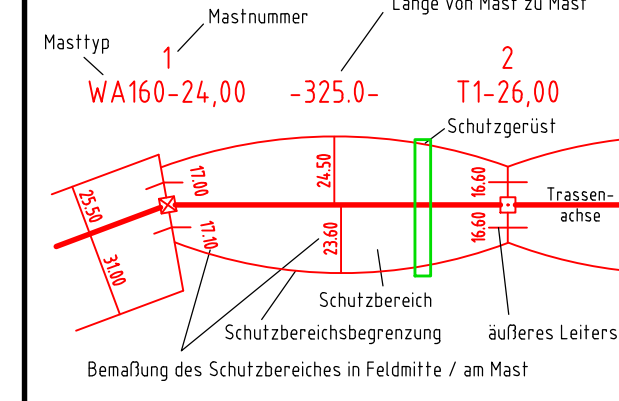 Länge von Mast zu Mast
Mastnummer
Masttyp
1
2
WA160-24,00
-325.0-
T1-26,00
Schutzgerüst
24.50
17.00
16.60
25.50
Trassen-
achse
23.60
17.10
16.60
31.00
Schutzbereich
Schutzbereichsbegrenzung
äußeres Leiters
Bemaßung des Schutzbereiches in Feldmitte / am Mast